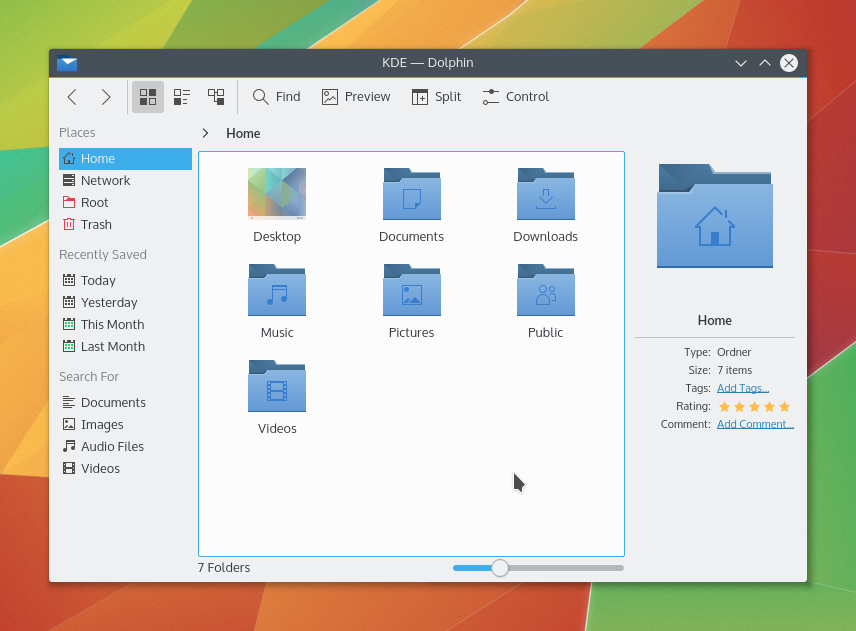 KDE — Dolphin
Find
Preview
Split
Control
Places
Home
Network
Root
Trash
Recently Saved
Today
Yesterday
This Month
Last Month
Search For
Documents
Images
Audio Files
Videos
Home
Desktop
Documents
Downloads
Music
Pictures
Public
Videos
7 Folders
Home
Type: Ordner
Size: 7 items
Tags: Add Tags...
Rating:
Comment: Add Comment...